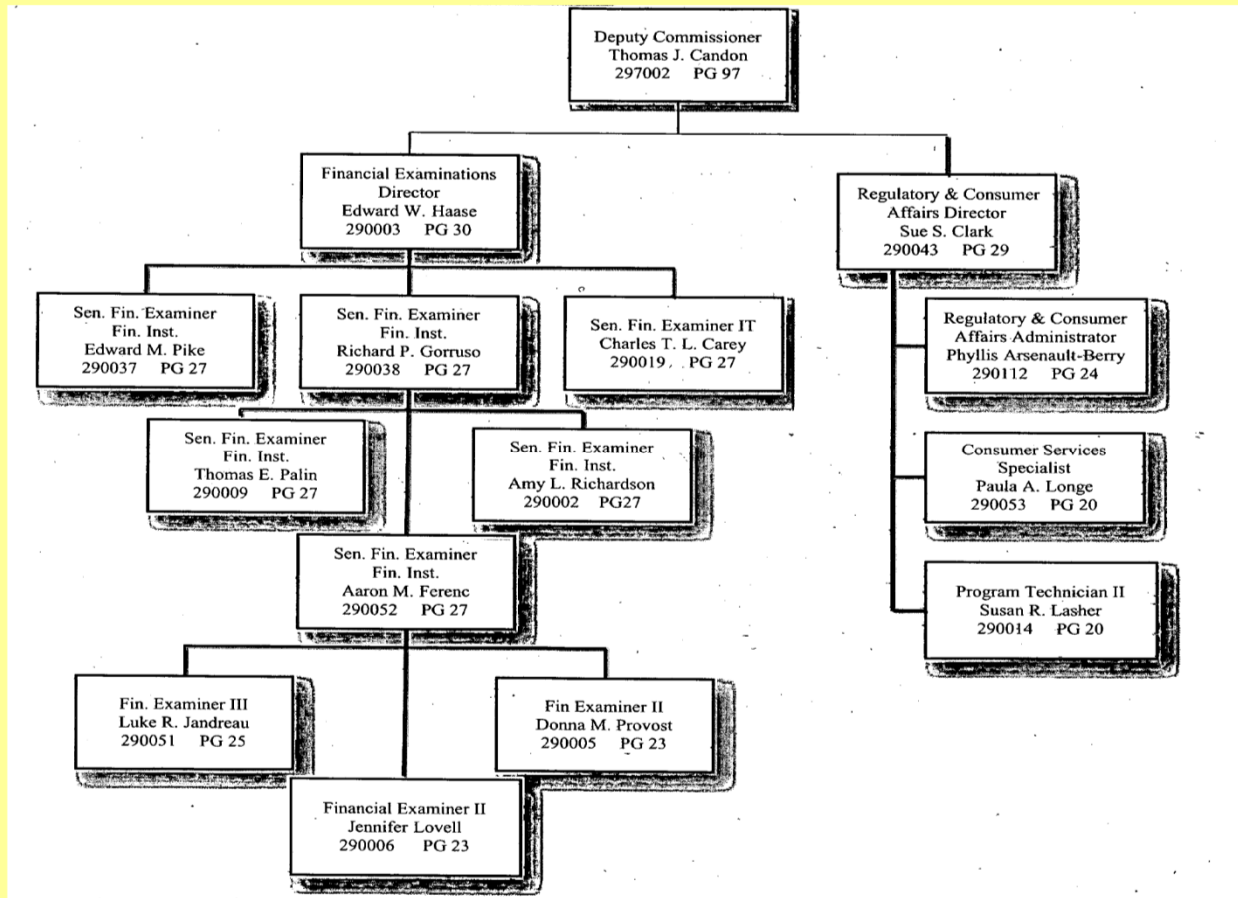 Deputy Commissioner
Thomas J. Candon
297002 PG 97
Financial Examinations
Director
Edward W. Haase
290003 PG 30
Regulatory & Consumer
Affairs Director
Sue S. Clark
290043 PG 29
Sen. Fin. Examiner
Fin. Inst.
Edward M. Pike
290037 PG 27
Sen. Fin. Examiner
Fin. Inst.
Richard P. Gorruso
290038 PG 27
Sen. Fin. Examiner IT
Charles T. L. Carey
290019 PG 27
Regulatory & Consumer
Affairs Administrator
Phyllis Arsenault-Berry
290112 PG 24
Sen. Fin. Examiner
Fin. Inst.
Thomas E. Palin
290009 PG 27
Sen. Fin. Examiner
Fin. Inst.
Amy L. Richardson
290002 PG27
Consumer Services
Specialist
Paula A. Longe
290053 PG 20
Sen. Fin. Examiner
Fin. Inst.
Aaron M. Ferenc
290052 PG 27
Program Technician II
Susan R. Lasher
290014 PG 20
Fin. Examiner III
Luke R. Jandreau
290051 PG 25
Fin Examiner II
Donna M. Provost
290005 PG 23
Financial Examiner II
Jennifer Lovell
290006 PG 23